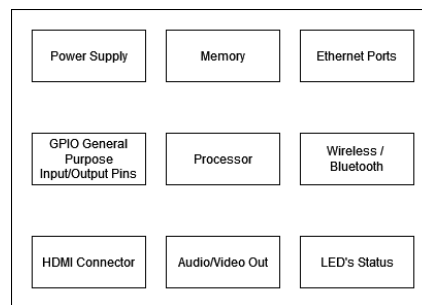 Power Supply
Memory
Ethernet Ports
GPIO General
Purpose
Input/Output Pins
Processor
Wireless /
Bluetooth
HDMI Connector
Audio/Video Out
LED's Status